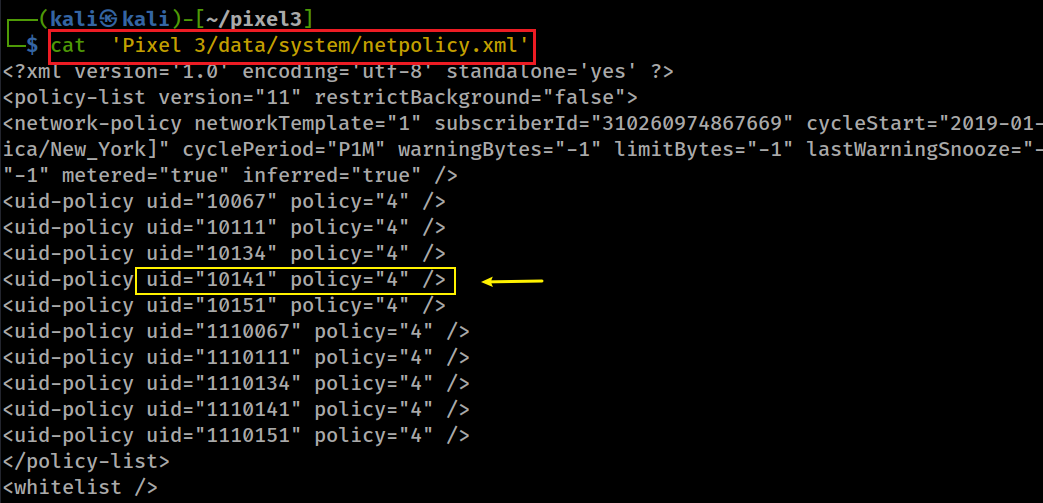 ┌──(kali㉿kali)-[~/pixel3]
└─$ cat  'Pixel 3/data/system/netpolicy.xml'
<?xml version='1.0' encoding='utf-8' standalone='yes' ?>
<policy-list version="11" restrictBackground="false">
<network-policy networkTemplate="1" subscriberId="310260974867669" cycleStart="2019-01-
ica/New_York]" cyclePeriod="P1M" warningBytes="-1" limitBytes="-1" lastWarningSnooze="-
"-1" metered="true" inferred="true" />
<uid-policy uid="10067" policy="4" />
<uid-policy uid="10111" policy="4" />
<uid-policy uid="10134" policy="4" />
<uid-policy uid="10141" policy="4" />
<uid-policy uid="10151" policy="4" />
<uid-policy uid="1110067" policy="4" />
<uid-policy uid="1110111" policy="4" />
<uid-policy uid="1110134" policy="4" />
<uid-policy uid="1110141" policy="4" />
<uid-policy uid="1110151" policy="4" />
</policy-list>
<whitelist />